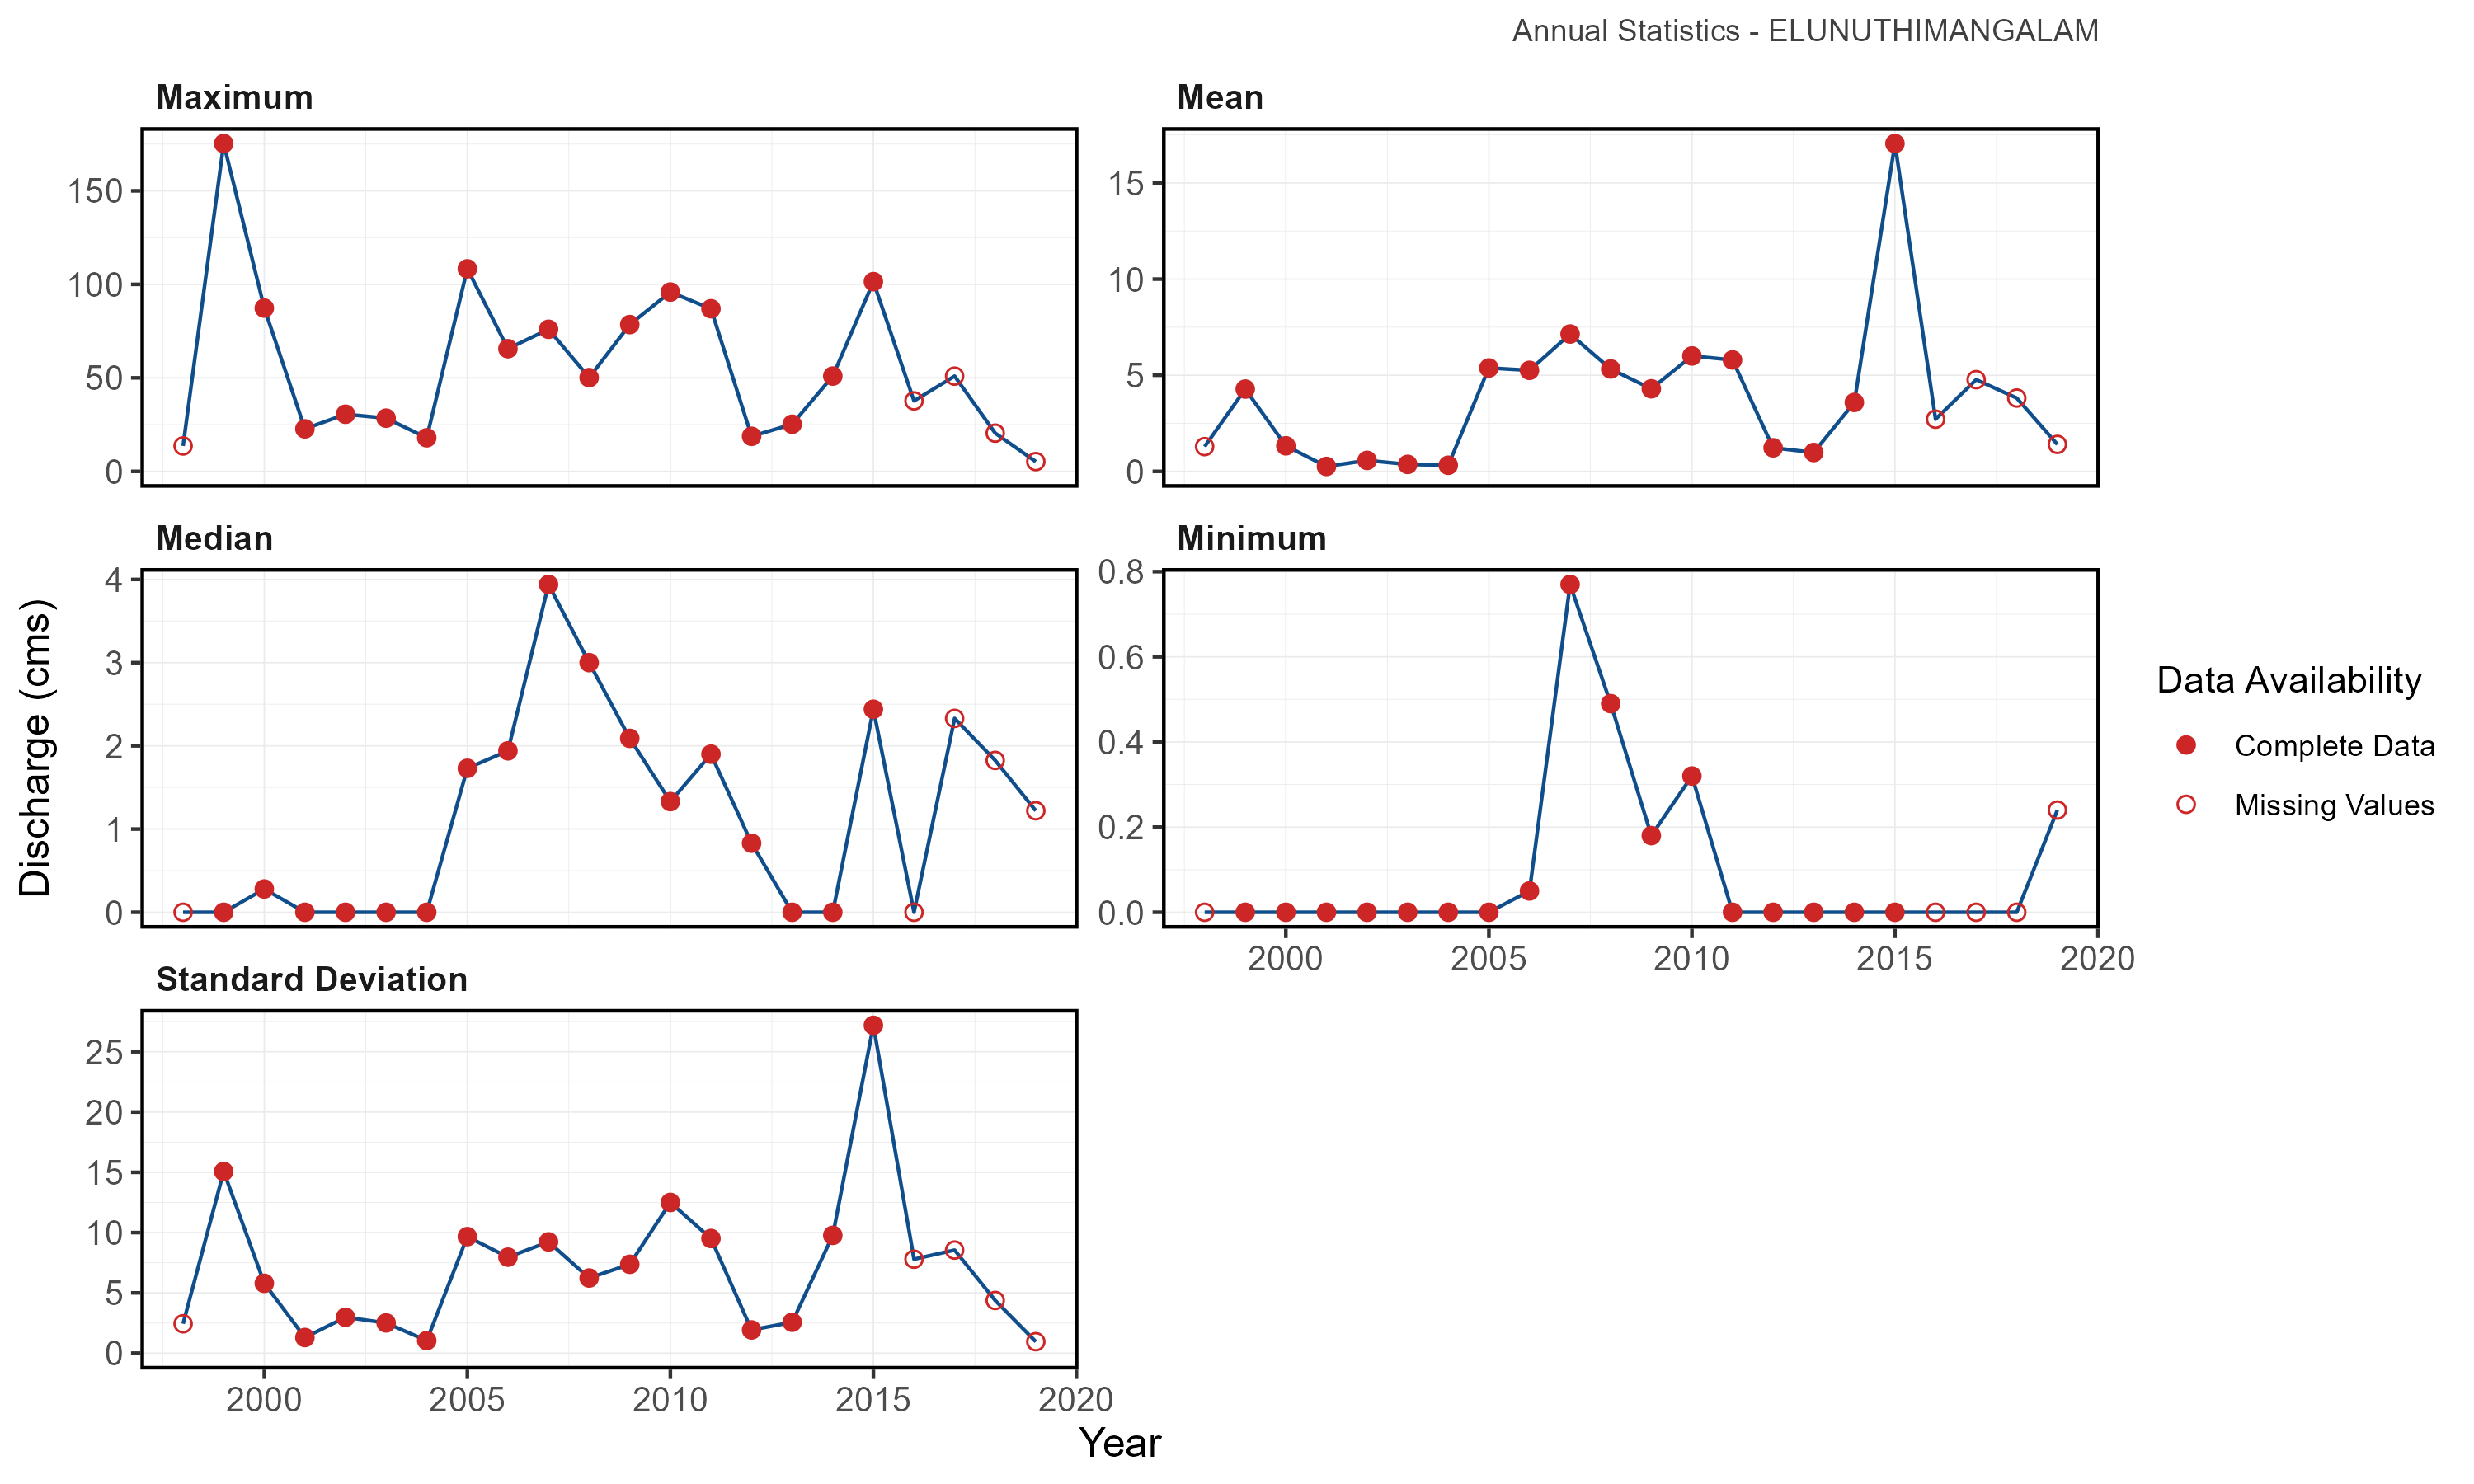 Annual Statistics - ELUNUTHIMANGALAM
Maximum
150
100
50
0
Mean
15
10
5
0
Discharge (cms)
Median
4
3
2
1
0
Minimum
0.8
0.6
0.4
0.2
0.0
2000 2005 2010 2015 2020
Data Availability
Complete Data
Missing Values
Standard Deviation
25
20
15
10
5
0
2000 2005 2010 2015 2020
Year